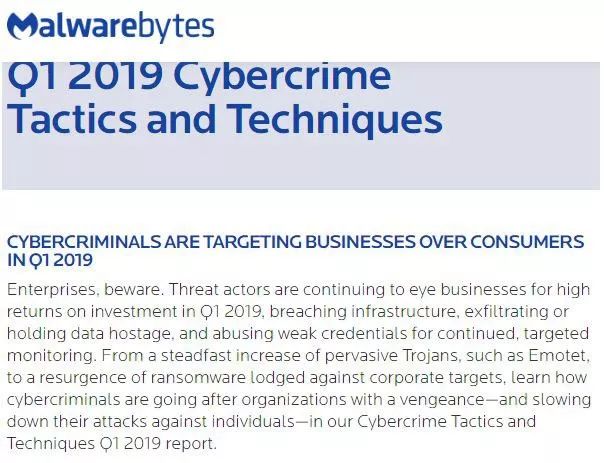 Malwarebytes
Q1 2019 Cybercrime
Tactics and Techniques
CYBERCRIMINALS ARE TARGETING BUSINESSES OVER CONSUMERS
IN Q1 2019
Enterprises, beware. Threat actors are continuing to eye businesses for high
returns on investment in Q1 2019, breaching infrastructure, exfiltrating or
holding data hostage, and abusing weak credentials for continued, targeted
monitoring. From a steadfast increase of pervasive Trojans, such as Emotet,
to a resurgence of ransomware lodged against corporate targets, learn how
cybercriminals are going after organizations with a vengeance—and slowing
down their attacks against individuals—in our Cybercrime Tactics and
Techniques Q1 2019 report.